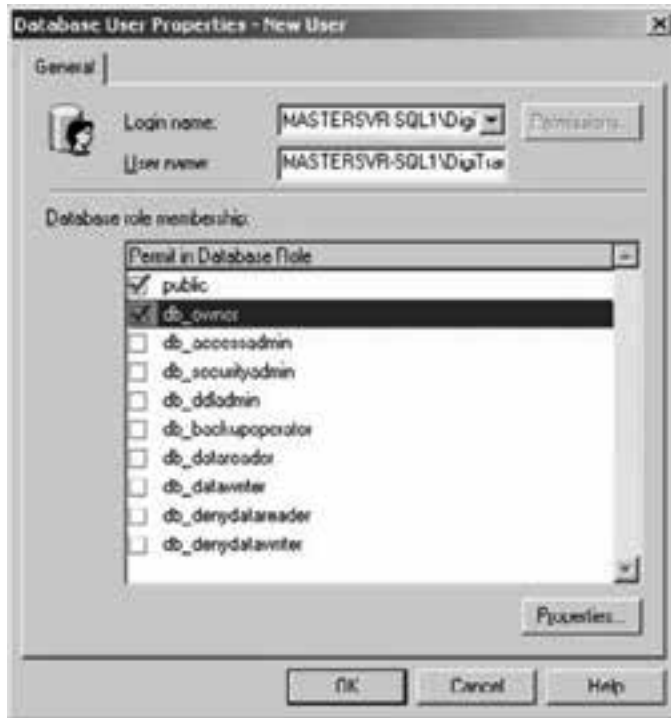 Database User Properties - New User
General
Login name:
MASTERSVR-SQL1\Digi
Permissions...
User name:
MASTERSVR-SQL1\DigiTra
Database role membership:
Permit in Database Role
public
db_owner
db_accessadmin
db_securityadmin
db_ddladmin
db_backupoperator
db_datareader
db_datawriter
db_denydatareader
db_denydatawriter
Properties...
OK
Cancel
Help